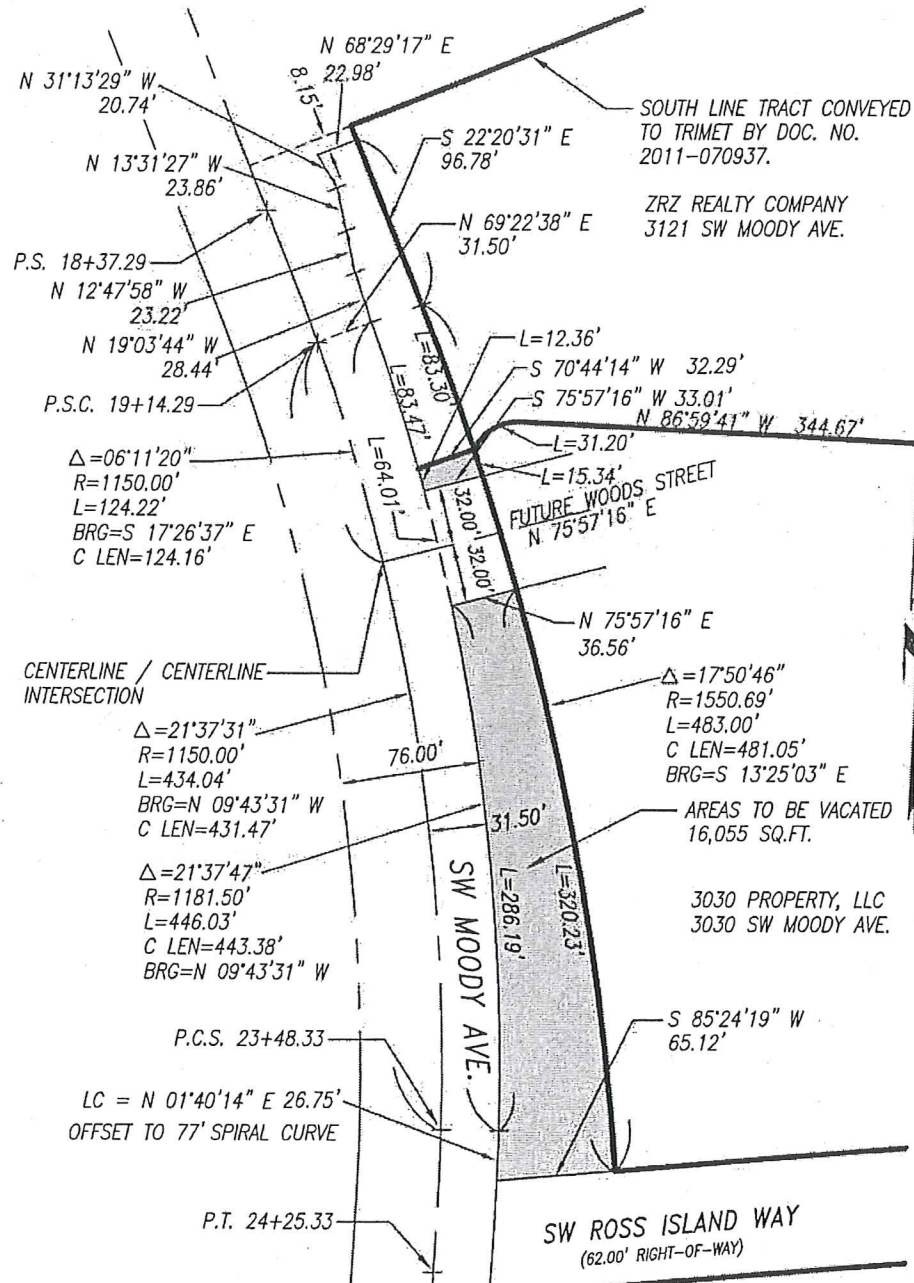 N 68°29'17" E
22.98'
8.15'
N 31°13'29" W
20.74'
SOUTH LINE TRACT CONVEYED
TO TRIMET BY DOC. NO.
2011-070937.
S 22°20'31" E
96.78'
N 13°31'27" W
23.86'
ZRZ REALTY COMPANY
3121 SW MOODY AVE.
N 69°22'38" E
31.50'
P.S. 18+37.29
N 12°47'58" W
23.22'
N 19°03'44" W
28.44'
L=12.36'
S 70°44'14" W 32.29'
S 75°57'16" W 33.01'
N 86°59'41" W 344.67'
L=83.30'
L=83.47'
P.S.C. 19+14.29
L=31.20'
L=15.34'
L=64.01'
Δ=06°11'20"
R=1150.00'
L=124.22'
BRG=S 17°26'37" E
C LEN=124.16'
32.00'
32.00'
FUTURE WOODS STREET
N 75°57'16" E
N 75°57'16" E
36.56'
CENTERLINE / CENTERLINE
INTERSECTION
Δ=17°50'46"
R=1550.69'
L=483.00'
C LEN=481.05'
BRG=S 13°25'03" E
Δ=21°37'31"
R=1150.00'
L=434.04'
BRG=N 09°43'31" W
C LEN=431.47'
76.00'
31.50'
AREAS TO BE VACATED
16,055 SQ.FT.
Δ=21°37'47"
R=1181.50'
L=446.03'
C LEN=443.38'
BRG=N 09°43'31" W
SW MOODY AVE.
L=286.19'
L=320.23'
3030 PROPERTY, LLC
3030 SW MOODY AVE.
S 85°24'19" W
65.12'
P.C.S. 23+48.33
LC = N 01°40'14" E 26.75'
OFFSET TO 77' SPIRAL CURVE
P.T. 24+25.33
SW ROSS ISLAND WAY
(62.00' RIGHT-OF-WAY)